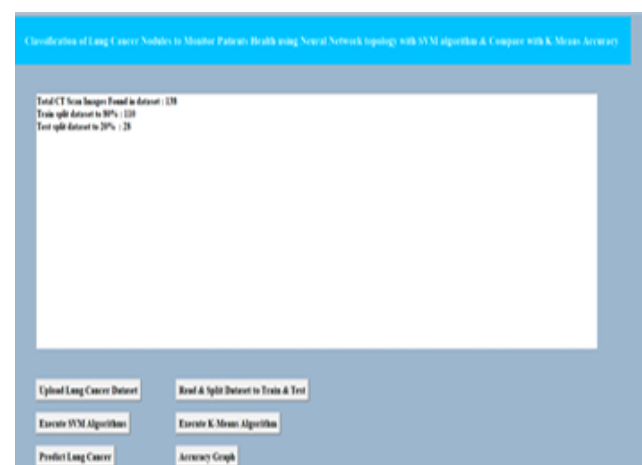 Classification of Lung Cancer Nodules to Monitor Patients Health using Neural Network topology with SVM algorithm & Compare with K-Means Accuracy
Total CT Scan Images Found in dataset : 138
Train split dataset to 80% : 110
Test split dataset to 20% : 28
Upload Lung Cancer Dataset
Read & Split Dataset to Train & Test
Execute SVM Algorithms
Execute K-Means Algorithm
Predict Lung Cancer
Accuracy Graph